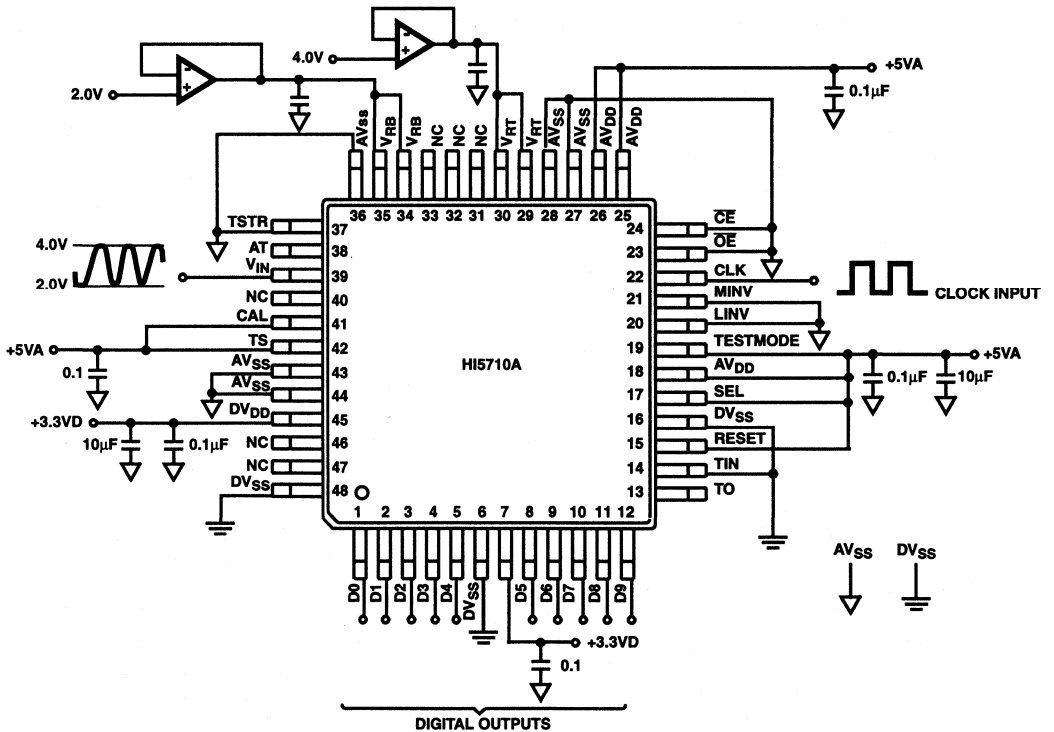 4.0V
+5VA
2.0V
0.1µF
AVSS
VRB
VRB
NC
NC
NC
VRT
VRT
AVSS
AVSS
AVDD
AVDD
36 35 34 33 32 31 30 29 28 27 26 25
TSTR 37
AT 38
4.0V
2.0V
VIN 39
NC 40
CAL 41
+5VA
TS 42
0.1
AVSS 43
AVSS 44
+3.3VD
DVDD 45
10µF
0.1µF
NC 46
NC 47
DVSS 48
HI5710A
24 CE
23 OE
22 CLK
CLOCK INPUT
21 MINV
20 LINV
19 TESTMODE
+5VA
18 AVDD
0.1µF
10µF
17 SEL
16 DVSS
15 RESET
14 TIN
13 TO
1 2 3 4 5 6 7 8 9 10 11 12
D0
D1
D2
D3
D4
DVSS
D5
D6
D7
D8
D9
AVSS
DVSS
+3.3VD
0.1
DIGITAL OUTPUTS